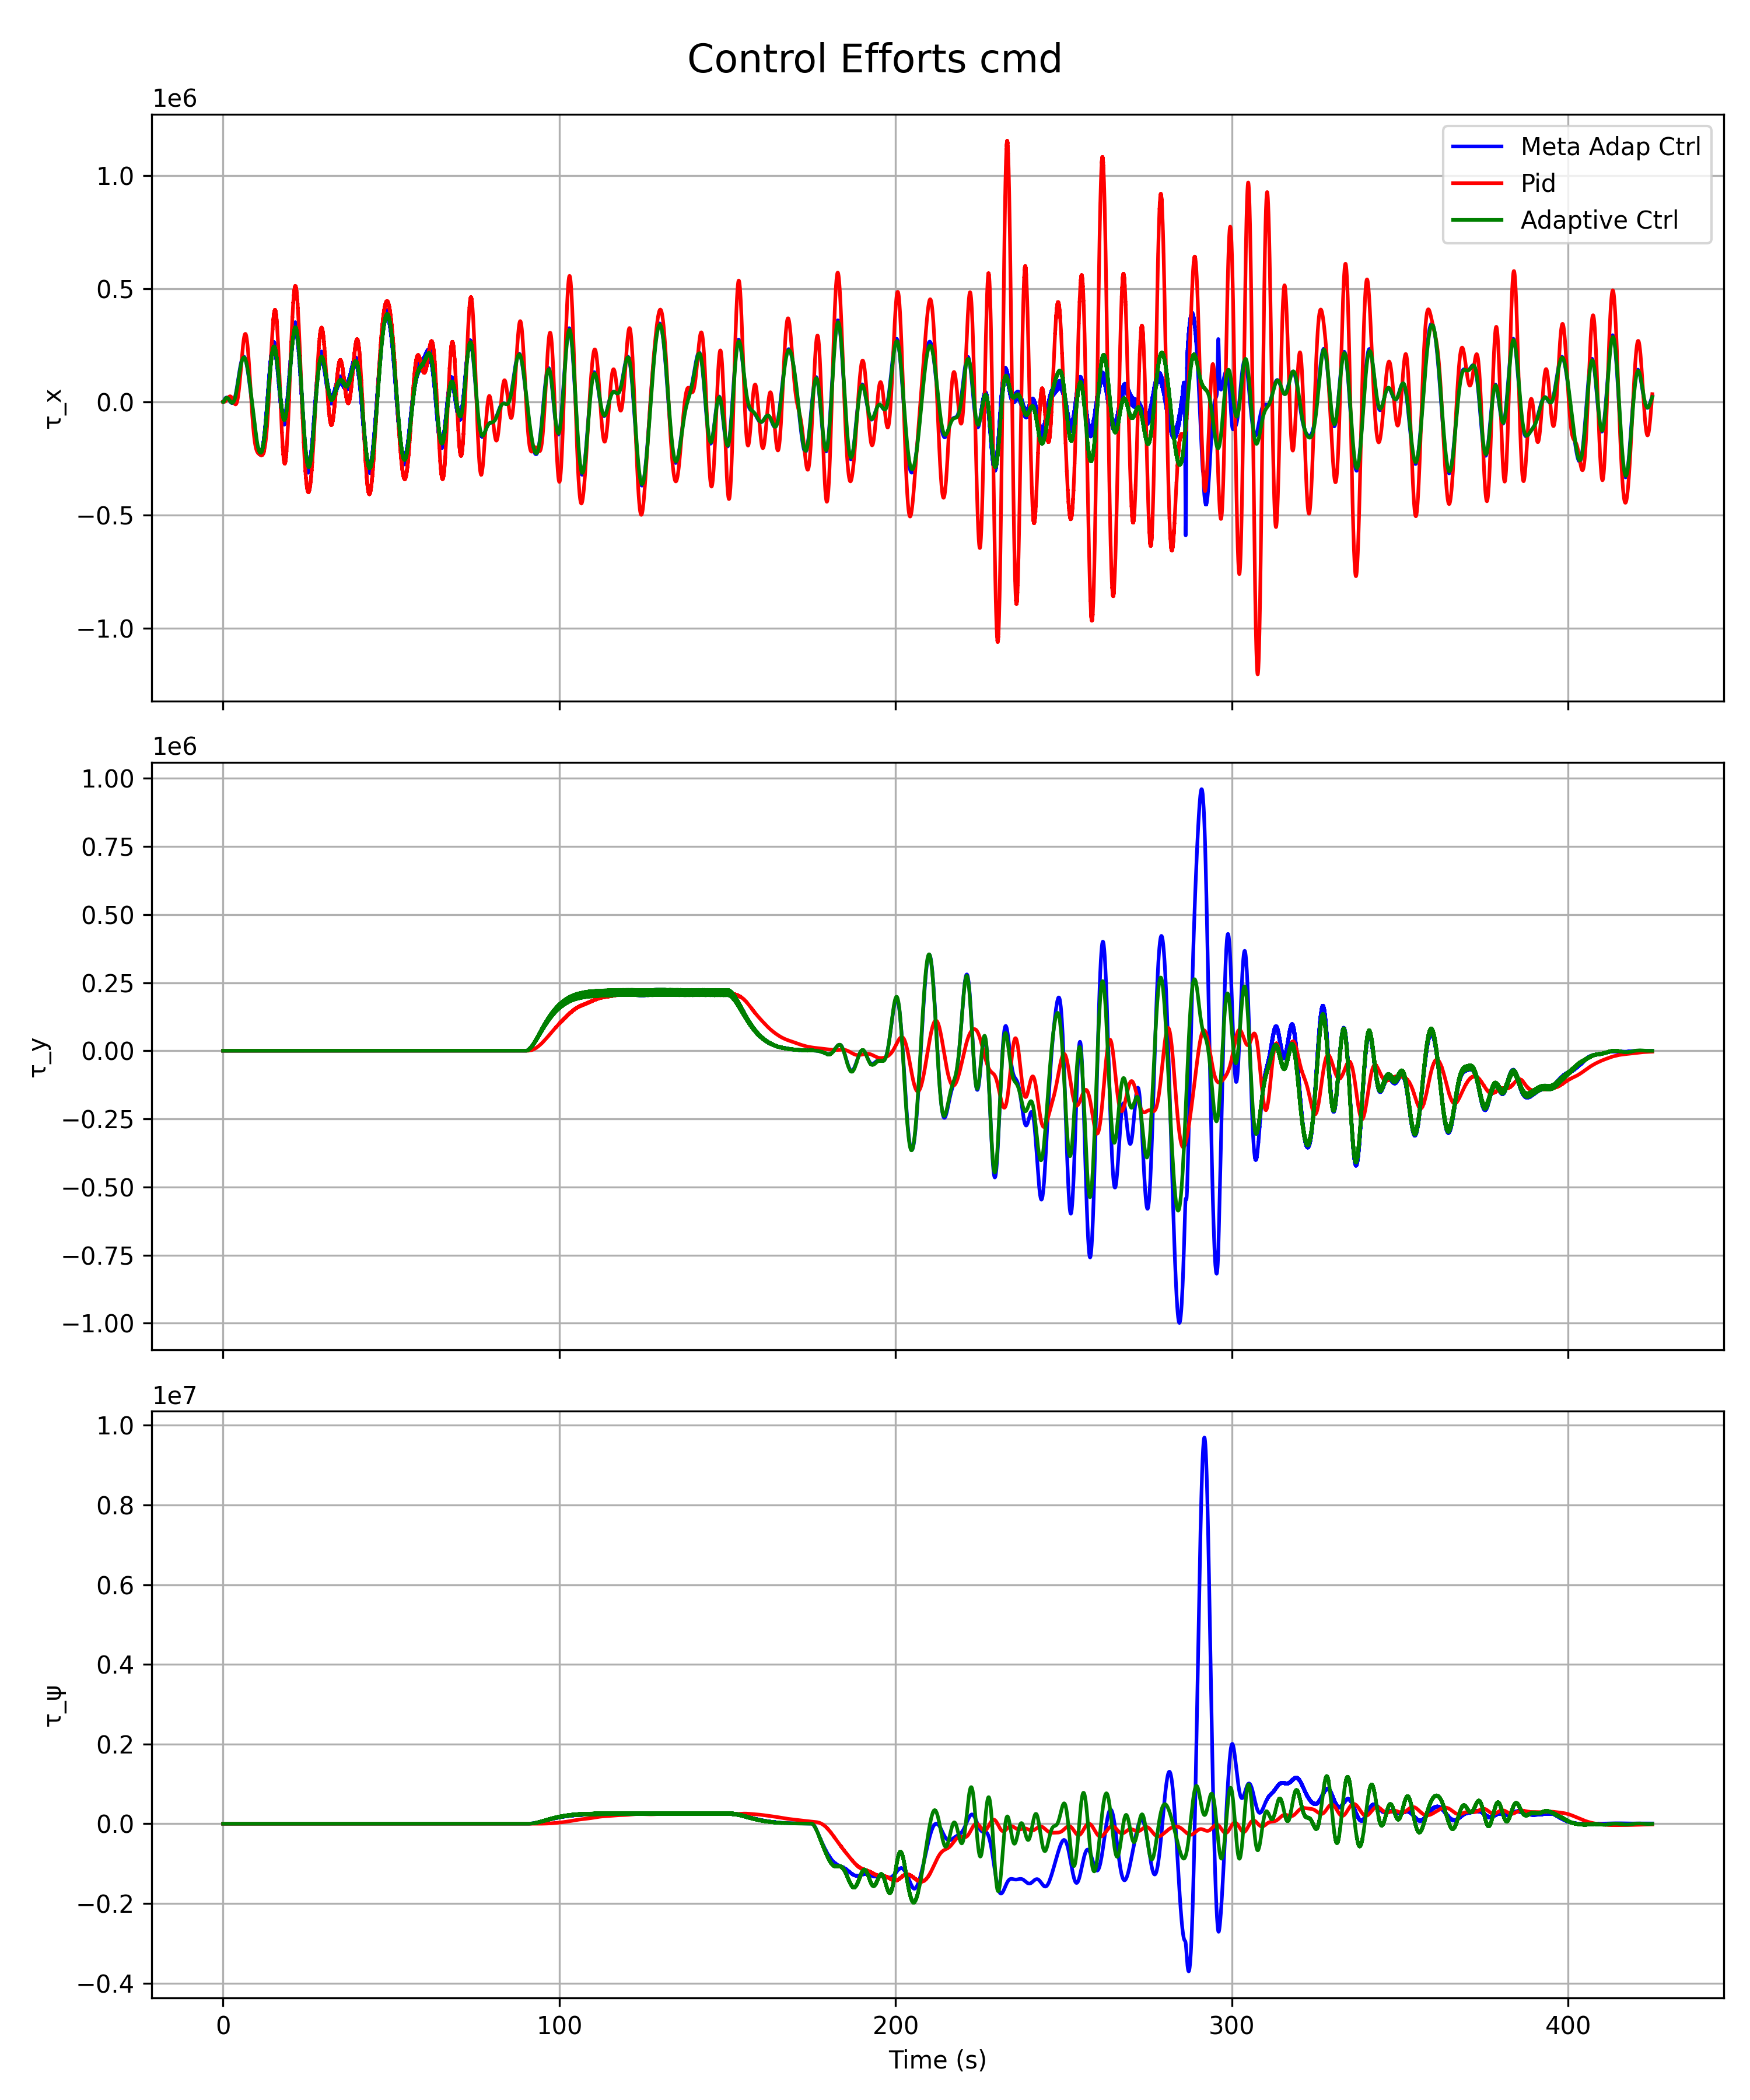 Control Efforts cmd
1e6
Meta Adap Ctrl
Pid
Adaptive Ctrl
1.0
0.5
0.0
−0.5
−1.0
τ_x
1e6
1.00
0.75
0.50
0.25
0.00
−0.25
−0.50
−0.75
−1.00
τ_y
1e7
1.0
0.8
0.6
0.4
0.2
0.0
−0.2
−0.4
τ_ψ
0 100 200 300 400
Time (s)